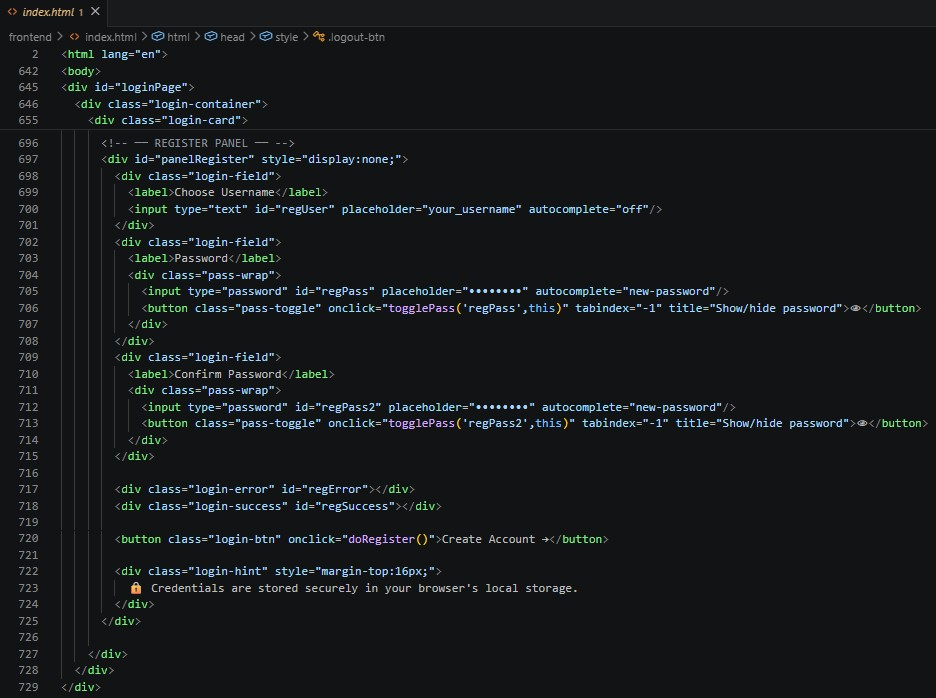 <> index.html 1 ×
frontend > <> index.html > html > head > style > .logout-btn
2 <html lang="en">
642 <body>
645 <div id="loginPage">
646 <div class="login-container">
655 <div class="login-card">
696 <!-- ── REGISTER PANEL ── -->
697 <div id="panelRegister" style="display:none;">
698 <div class="login-field">
699 <label>Choose Username</label>
700 <input type="text" id="regUser" placeholder="your_username" autocomplete="off"/>
701 </div>
702 <div class="login-field">
703 <label>Password</label>
704 <div class="pass-wrap">
705 <input type="password" id="regPass" placeholder="••••••••" autocomplete="new-password"/>
706 <button class="pass-toggle" onclick="togglePass('regPass',this)" tabindex="-1" title="Show/hide password">👁</button>
707 </div>
708 </div>
709 <div class="login-field">
710 <label>Confirm Password</label>
711 <div class="pass-wrap">
712 <input type="password" id="regPass2" placeholder="••••••••" autocomplete="new-password"/>
713 <button class="pass-toggle" onclick="togglePass('regPass2',this)" tabindex="-1" title="Show/hide password">👁</button>
714 </div>
715 </div>
716
717 <div class="login-error" id="regError"></div>
718 <div class="login-success" id="regSuccess"></div>
719
720 <button class="login-btn" onclick="doRegister()">Create Account →</button>
721
722 <div class="login-hint" style="margin-top:16px;">
723 🔒 Credentials are stored securely in your browser's local storage.
724 </div>
725 </div>
726
727 </div>
728 </div>
729 </div>